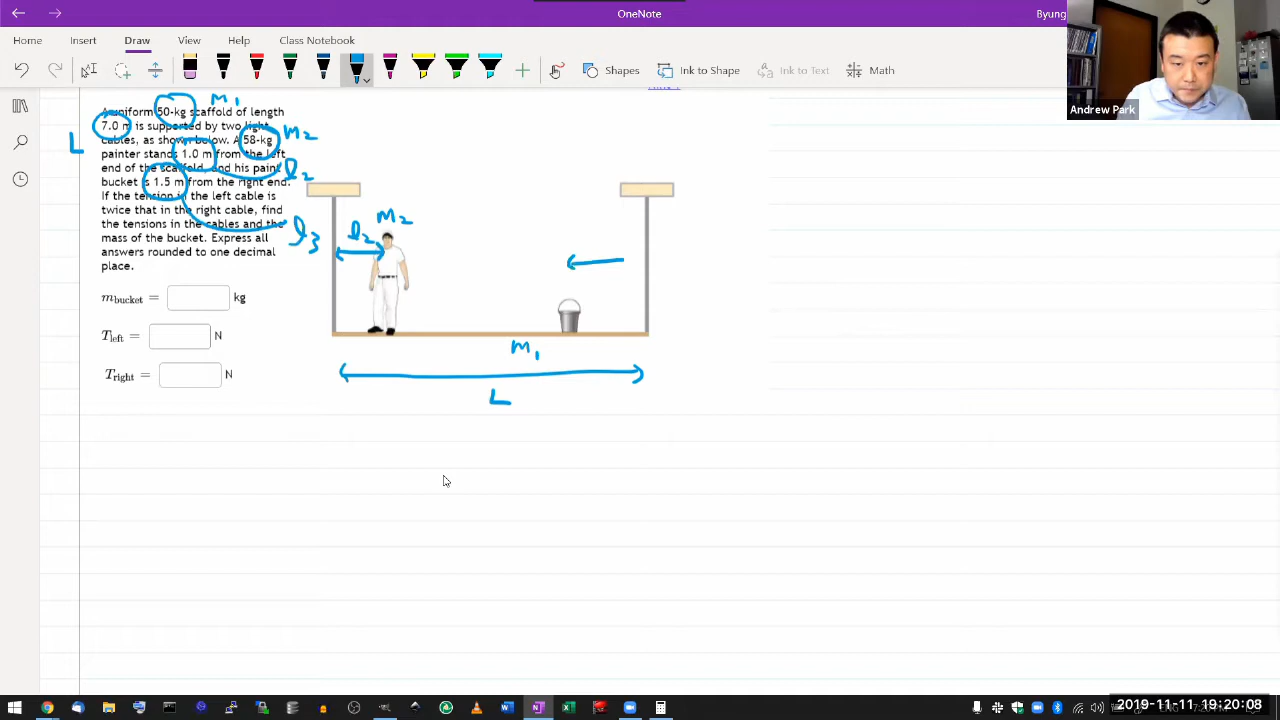 OneNote
Byung
Home Insert Draw View Help Class Notebook
Shapes Ink to Shape Ink to Text Math
A uniform 50-kg scaffold of length
7.0 m is supported by two light
cables, as shown below. A 58-kg
painter stands 1.0 m from the left
end of the scaffold, and his paint
bucket is 1.5 m from the right end.
If the tension in the left cable is
twice that in the right cable, find
the tensions in the cables and the
mass of the bucket. Express all
answers rounded to one decimal
place.
m bucket = kg
T left = N
T right = N
m1
L
m2
l2
l3
m2
l2
m1
L
Andrew Park
2019-11-11 19:20:08